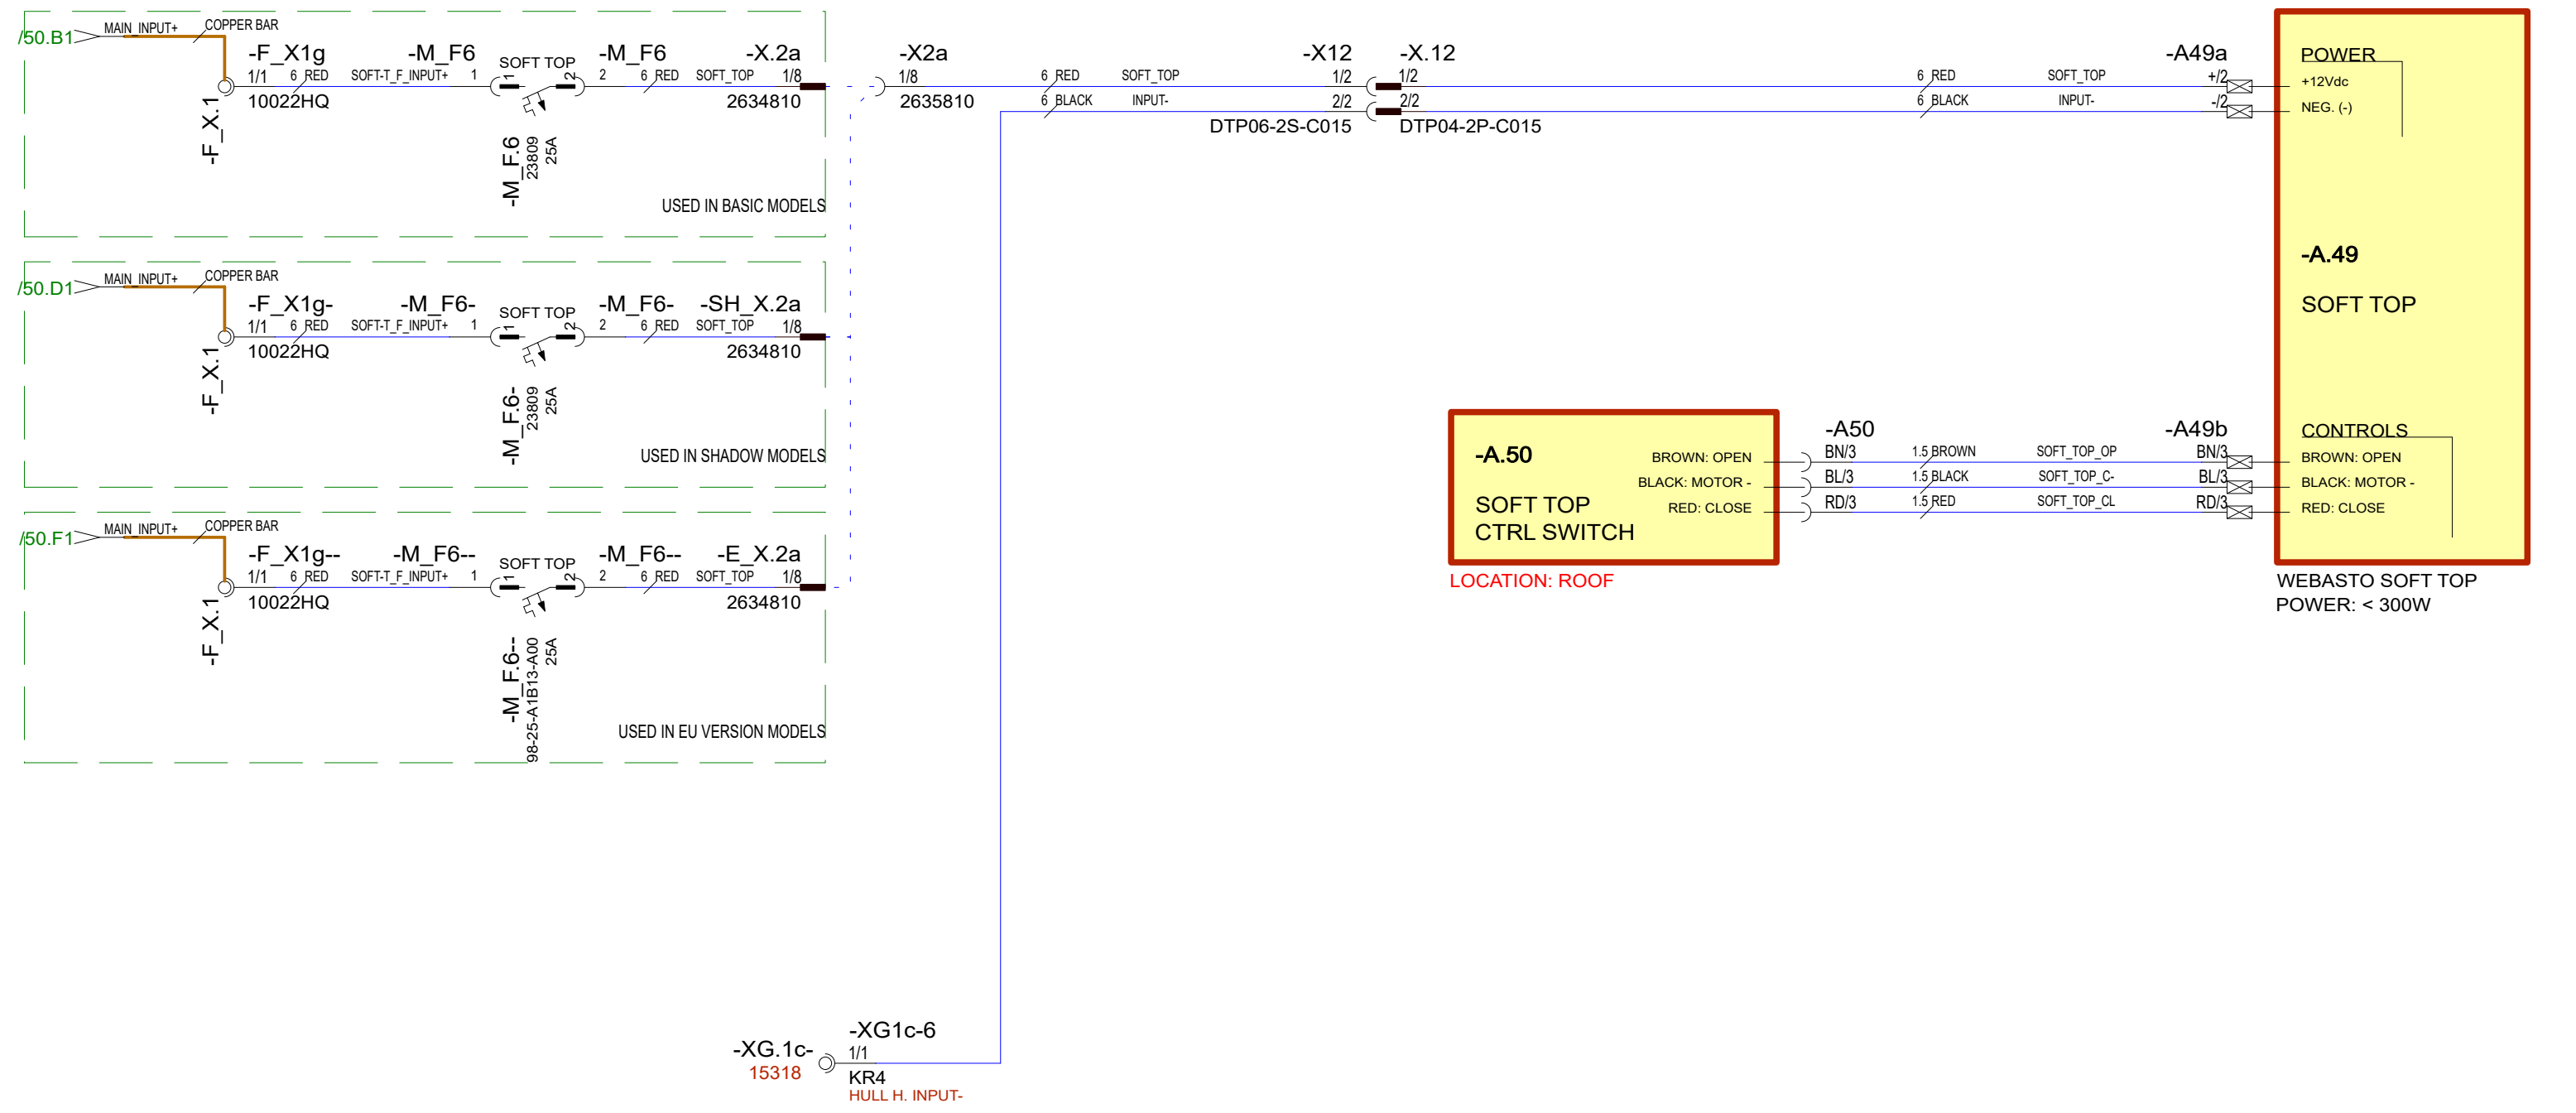 /50.B1
MAIN_INPUT+
COPPER BAR
-F_X1g
1/1
6 RED
SOFT-T_F_INPUT+
-M_F6
1
SOFT TOP
1
2
-M_F6
2
6 RED
SOFT_TOP
-X.2a
1/8
10022HQ
2634810
-F_X.1
-M_F.6
23809
25A
USED IN BASIC MODELS
-X2a
1/8
2635810
6 RED
SOFT_TOP
6 BLACK
INPUT-
-X12
1/2
2/2
DTP06-2S-C015
-X.12
1/2
2/2
DTP04-2P-C015
6 RED
SOFT_TOP
6 BLACK
INPUT-
-A49a
+/2
-/2
POWER
+12Vdc
NEG. (-)
-A.49
SOFT TOP
/50.D1
MAIN_INPUT+
COPPER BAR
-F_X1g-
1/1
6 RED
SOFT-T_F_INPUT+
-M_F6-
1
SOFT TOP
1
2
-M_F6-
2
6 RED
SOFT_TOP
-SH_X.2a
1/8
10022HQ
2634810
-F_X.1
-M_F.6-
23809
25A
USED IN SHADOW MODELS
-A.50
SOFT TOP
CTRL SWITCH
BROWN: OPEN
BLACK: MOTOR -
RED: CLOSE
LOCATION: ROOF
-A50
BN/3
BL/3
RD/3
1.5 BROWN
SOFT_TOP_OP
1.5 BLACK
SOFT_TOP_C-
1.5 RED
SOFT_TOP_CL
-A49b
BN/3
BL/3
RD/3
CONTROLS
BROWN: OPEN
BLACK: MOTOR -
RED: CLOSE
WEBASTO SOFT TOP
POWER: < 300W
/50.F1
MAIN_INPUT+
COPPER BAR
-F_X1g--
1/1
6 RED
SOFT-T_F_INPUT+
-M_F6--
1
SOFT TOP
1
2
-M_F6--
2
6 RED
SOFT_TOP
-E_X.2a
1/8
10022HQ
2634810
-F_X.1
-M_F.6--
98-25-A1B13-A00
25A
USED IN EU VERSION MODELS
-XG.1c-
15318
-XG1c-6
1/1
KR4
HULL H. INPUT-